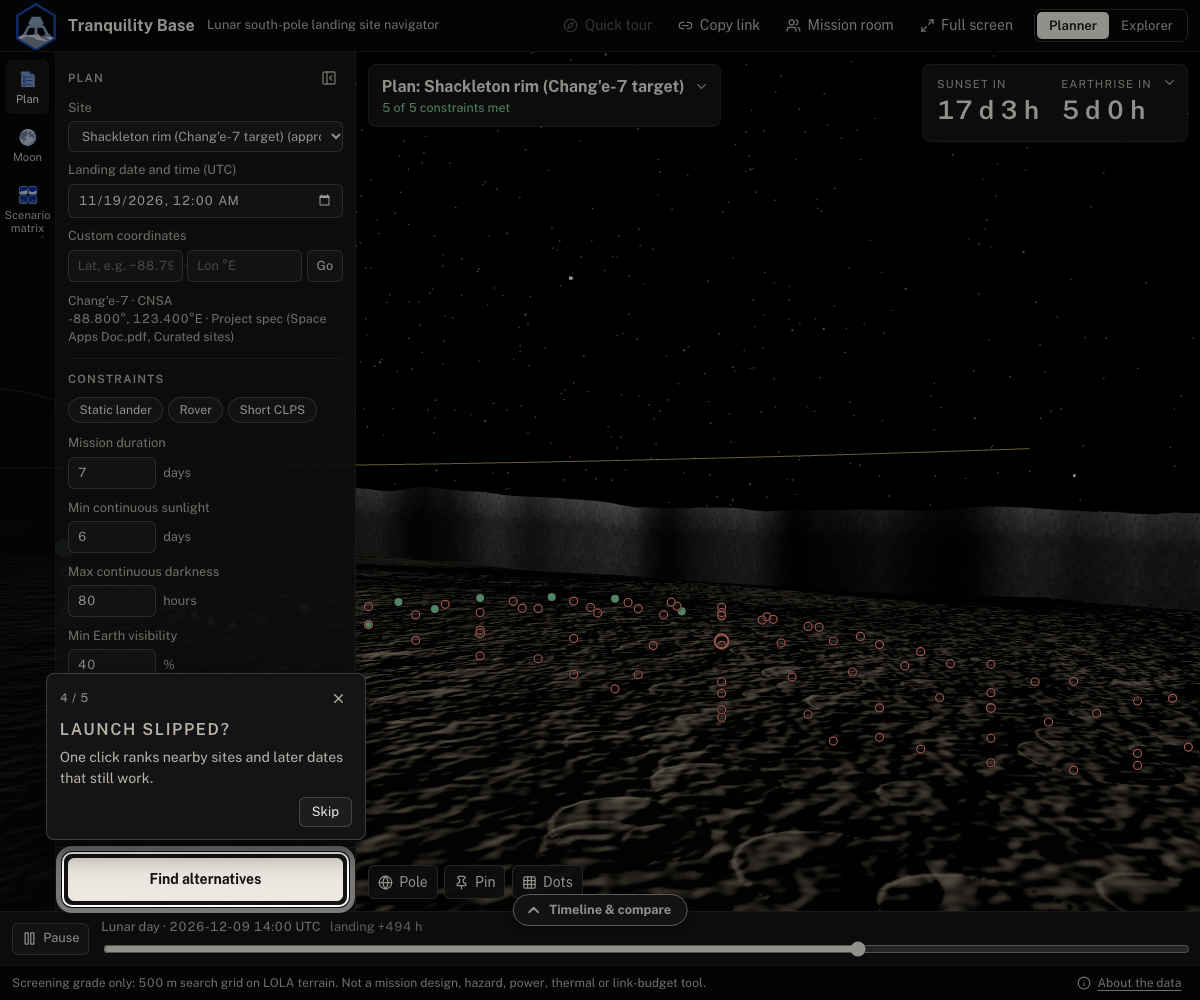 Tranquility Base
Lunar south-pole landing site navigator
Quick tour
Copy link
Mission room
Full screen
Planner
Explorer
Plan
Moon
Scenario
matrix
PLAN
Site
Shackleton rim (Chang'e-7 target) (appro
Landing date and time (UTC)
11/19/2026, 12:00 AM
Custom coordinates
Lat, e.g. −88.79
Lon °E
Go
Chang'e-7 · CNSA
-88.800°, 123.400°E · Project spec (Space
Apps Doc.pdf, Curated sites)
CONSTRAINTS
Static lander
Rover
Short CLPS
Mission duration
7 days
Min continuous sunlight
6 days
Max continuous darkness
80 hours
Min Earth visibility
40 %
Plan: Shackleton rim (Chang'e-7 target)
5 of 5 constraints met
SUNSET IN
17 d 3 h
EARTHRISE IN
5 d 0 h
4 / 5
LAUNCH SLIPPED?
One click ranks nearby sites and later dates
that still work.
Skip
Find alternatives
Pole
Pin
Dots
Timeline & compare
Pause
Lunar day · 2026-12-09 14:00 UTC landing +494 h
Screening grade only: 500 m search grid on LOLA terrain. Not a mission design, hazard, power, thermal or link-budget tool.
About the data